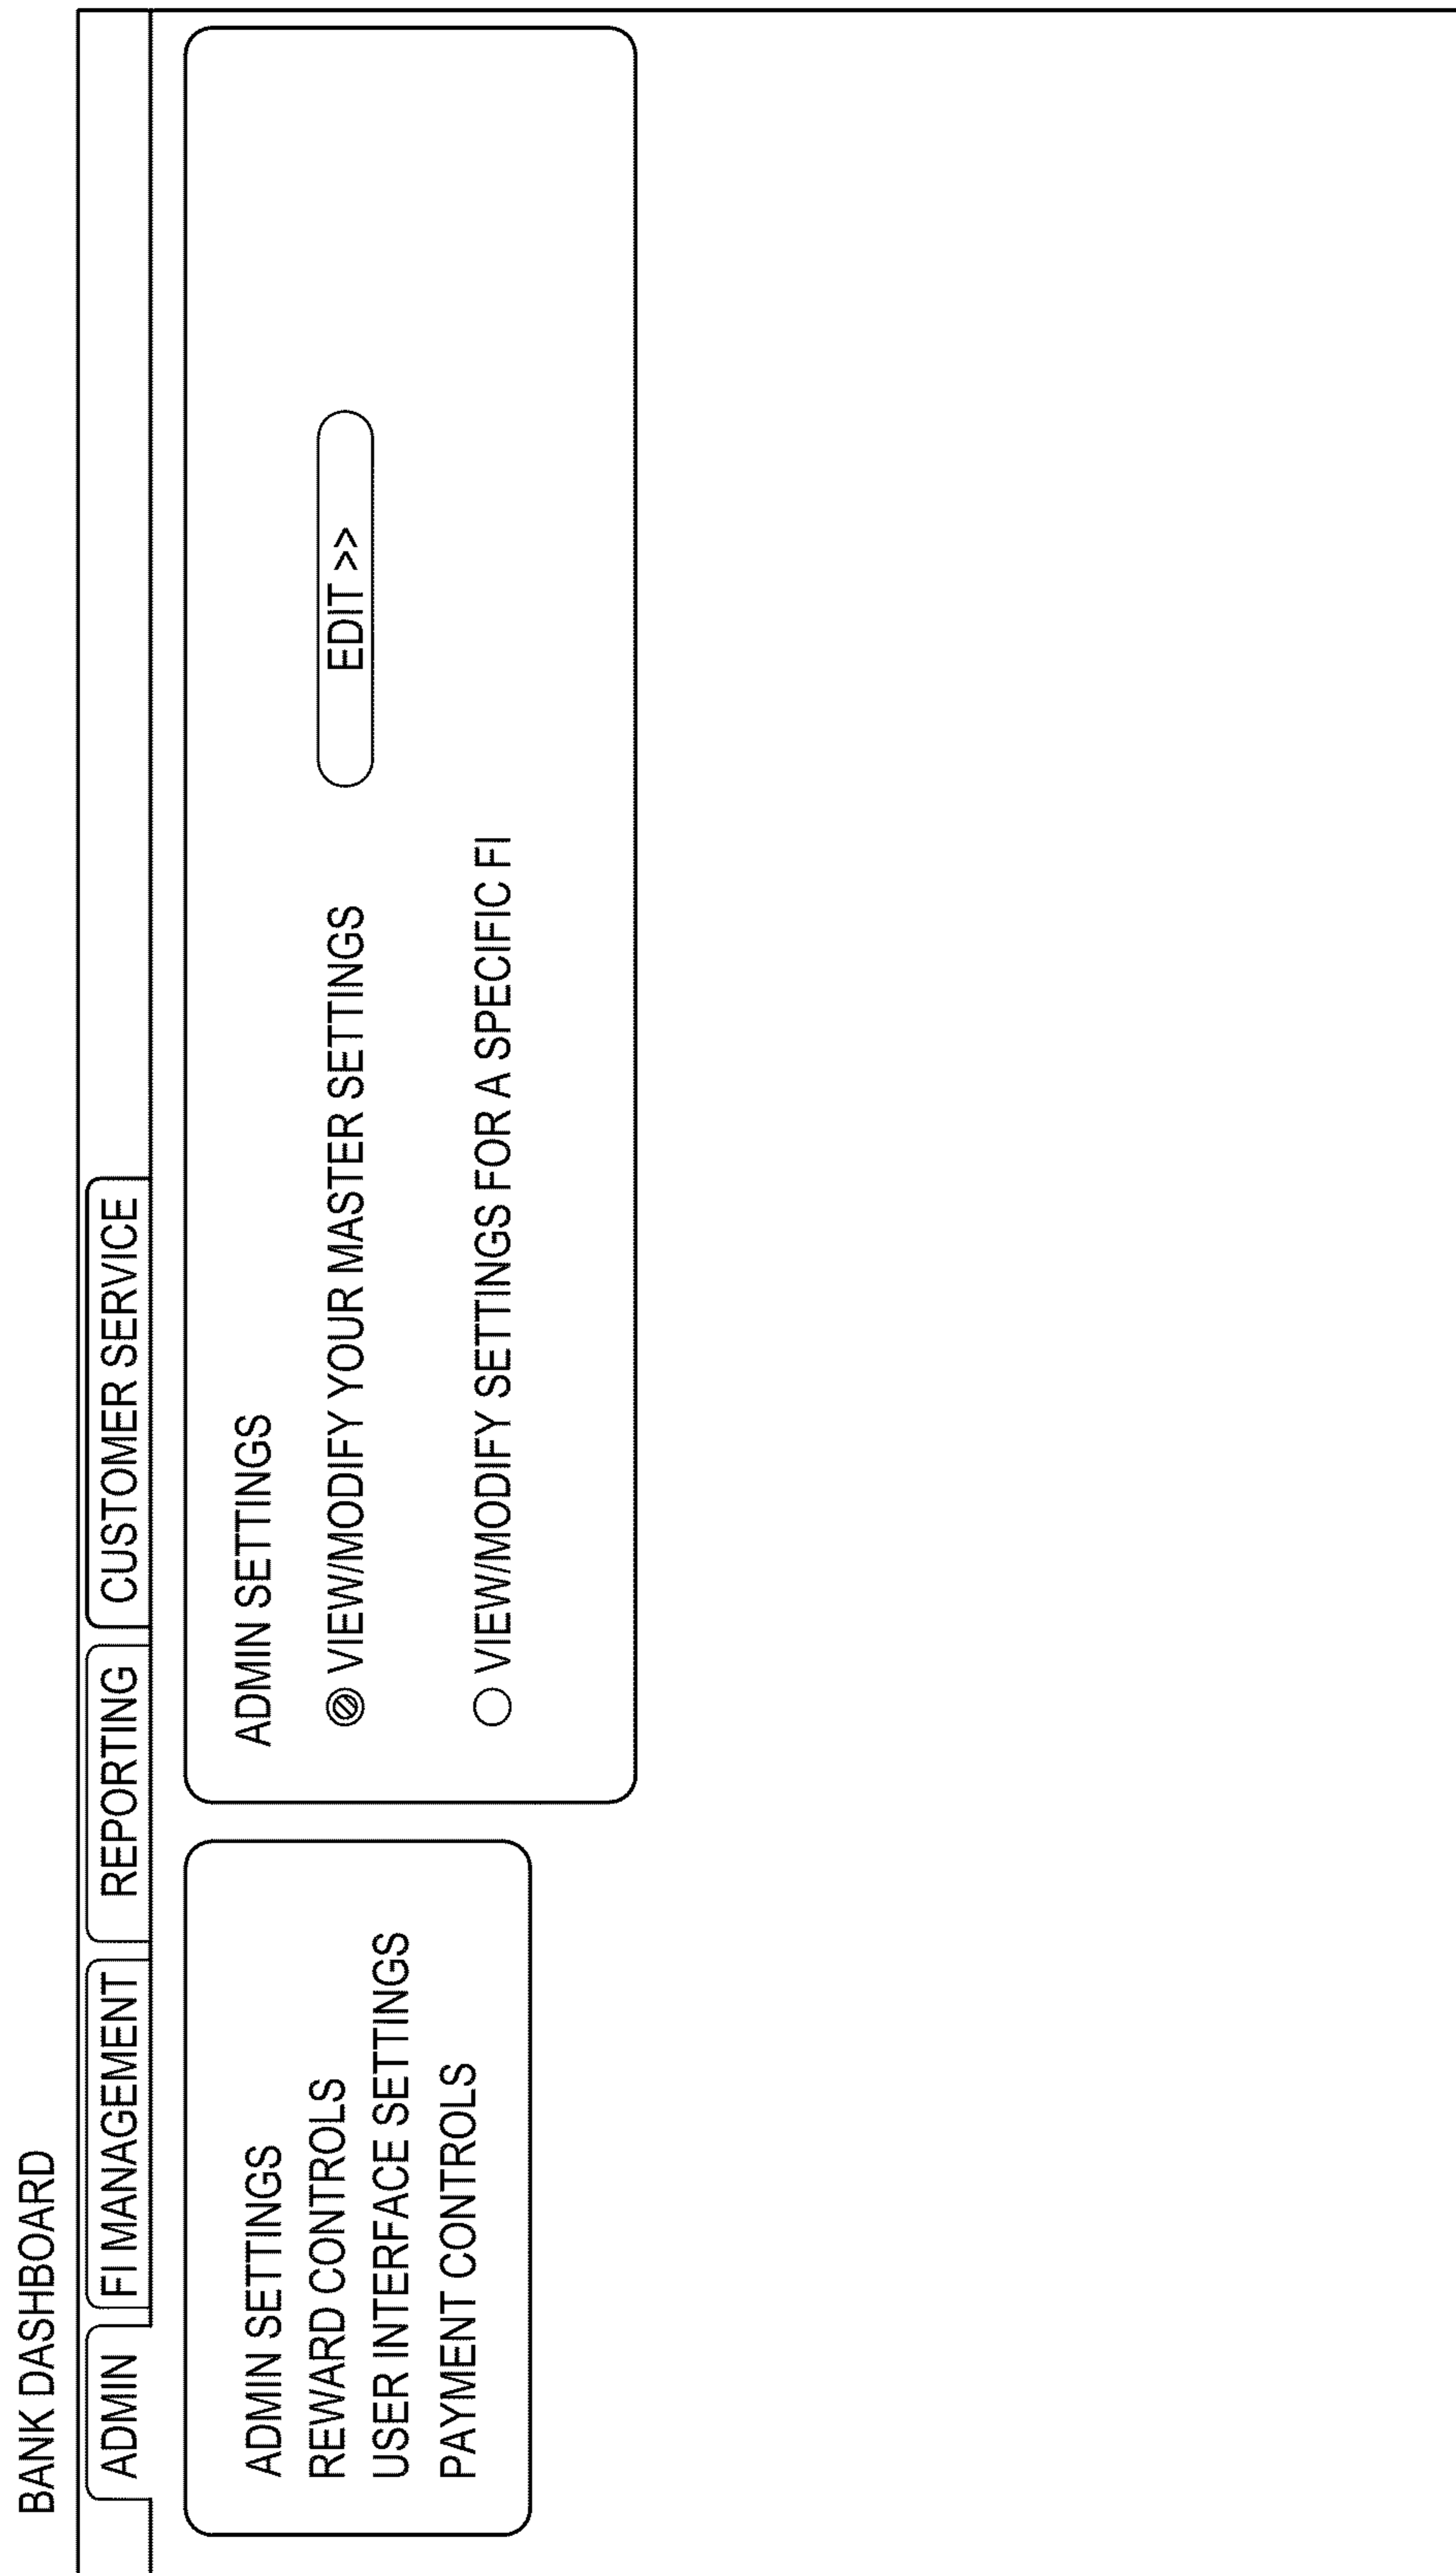 BANK DASHBOARD
ADMIN FI MANAGEMENT REPORTING CUSTOMER SERVICE
ADMIN SETTINGS
REWARD CONTROLS
USER INTERFACE SETTINGS
PAYMENT CONTROLS
ADMIN SETTINGS
VIEW/MODIFY YOUR MASTER SETTINGS EDIT >>
VIEW/MODIFY SETTINGS FOR A SPECIFIC FI